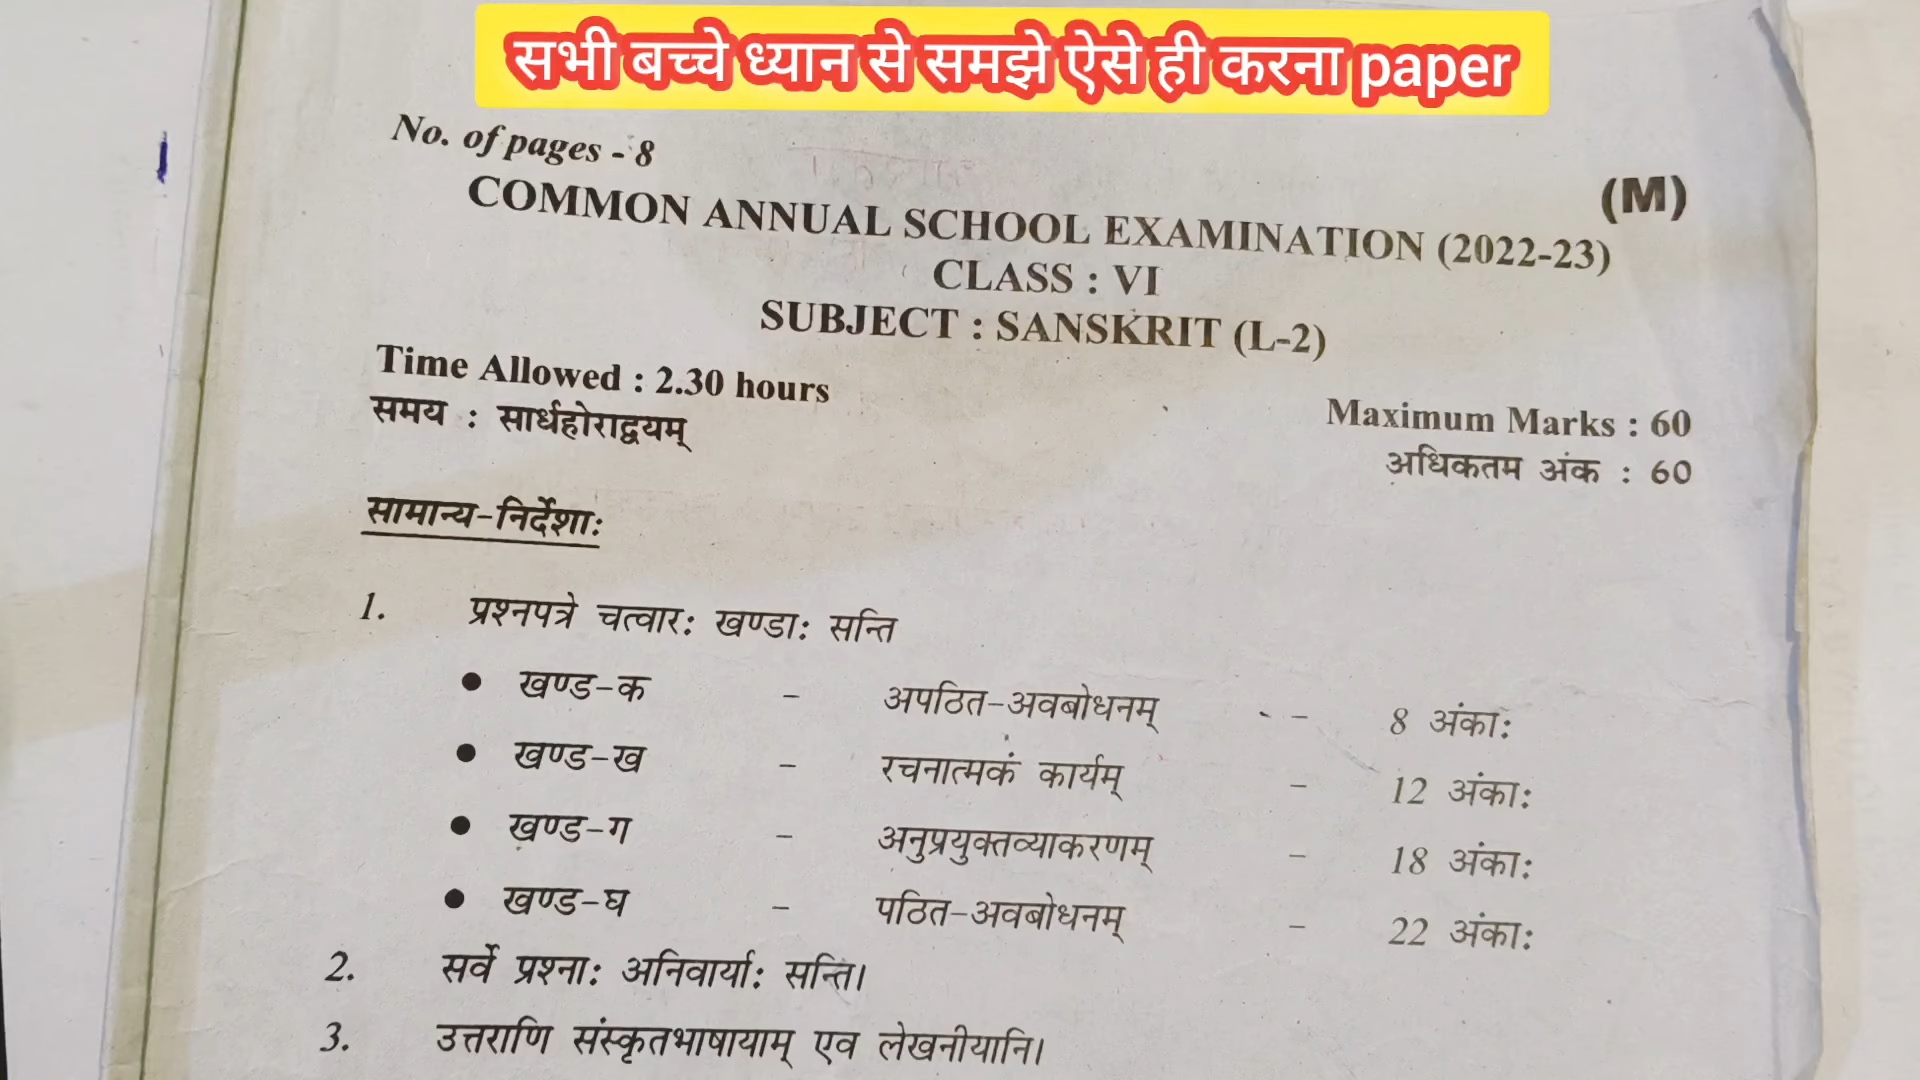 सभी बच्चे ध्यान से समझे ऐसे ही करना paper
No. of pages - 8
(M)
COMMON ANNUAL SCHOOL EXAMINATION (2022-23)
CLASS : VI
SUBJECT : SANSKRIT (L-2)
Time Allowed : 2.30 hours
Maximum Marks : 60
समय : सार्धहोराद्वयम्
अधिकतम अंक : 60
सामान्य-निर्देशाः
1. प्रश्नपत्रे चत्वारः खण्डाः सन्ति
● खण्ड-क - अपठित-अवबोधनम् - 8 अंकाः
● खण्ड-ख - रचनात्मकं कार्यम् - 12 अंकाः
● खण्ड-ग - अनुप्रयुक्तव्याकरणम् - 18 अंकाः
● खण्ड-घ - पठित-अवबोधनम् - 22 अंकाः
2. सर्वे प्रश्नाः अनिवार्याः सन्ति।
3. उत्तराणि संस्कृतभाषायाम् एव लेखनीयानि।